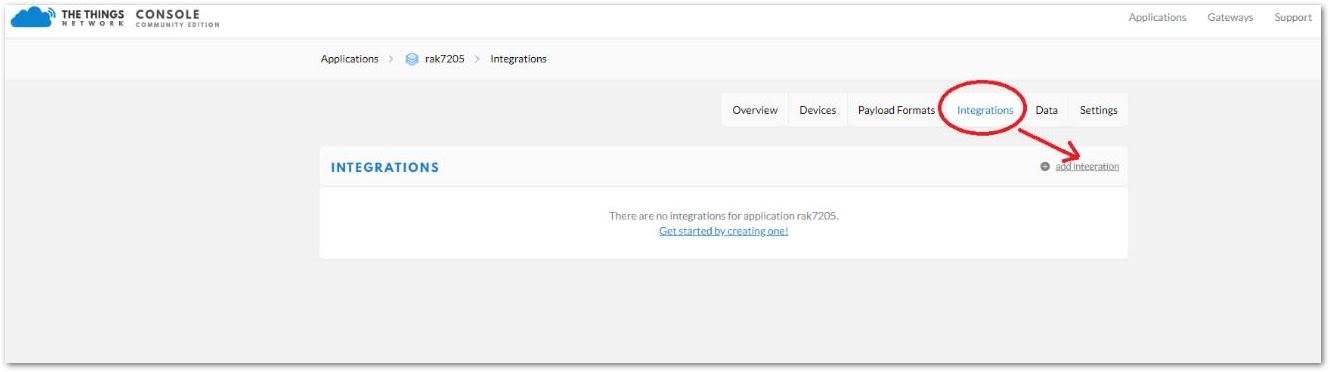 THE THINGS NETWORK CONSOLE COMMUNITY EDITION
Applications Gateways Support
Applications > rak7205 > Integrations
Overview Devices Payload Formats Integrations Data Settings
INTEGRATIONS
add integration
There are no integrations for application rak7205.
Get started by creating one!